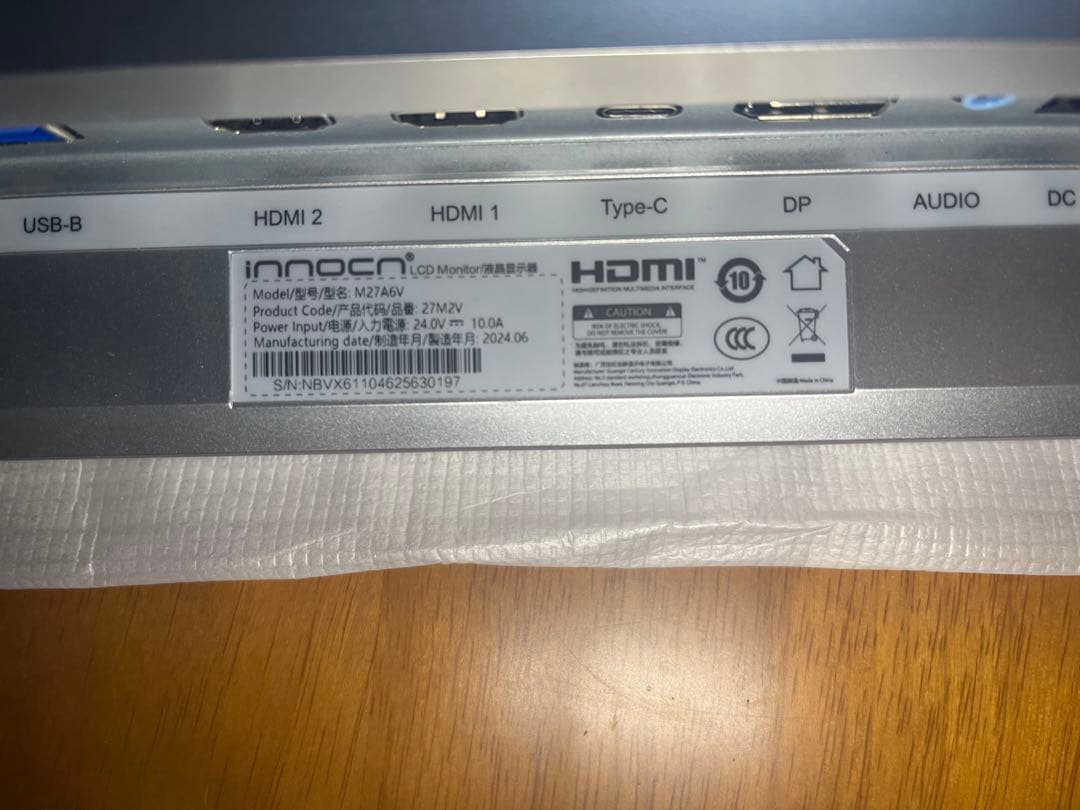 USB-B HDMI 2 HDMI 1 Type-C DP AUDIO DC
INNOCN® LCD Monitor/液晶显示器
Model/型号/型名: M27A6V
Product Code/产品代码/品番: 27M2V
Power Input/电源/入力電源: 24.0V ⎓ 10.0A
Manufacturing date/制造年月/製造年月: 2024.06
S/N:NBVX61104625630197
HDMI™
HIGH-DEFINITION MULTIMEDIA INTERFACE
CAUTION
RISK OF ELECTRIC SHOCK,
DO NOT REMOVE THE COVER
10
CCC
Made in China